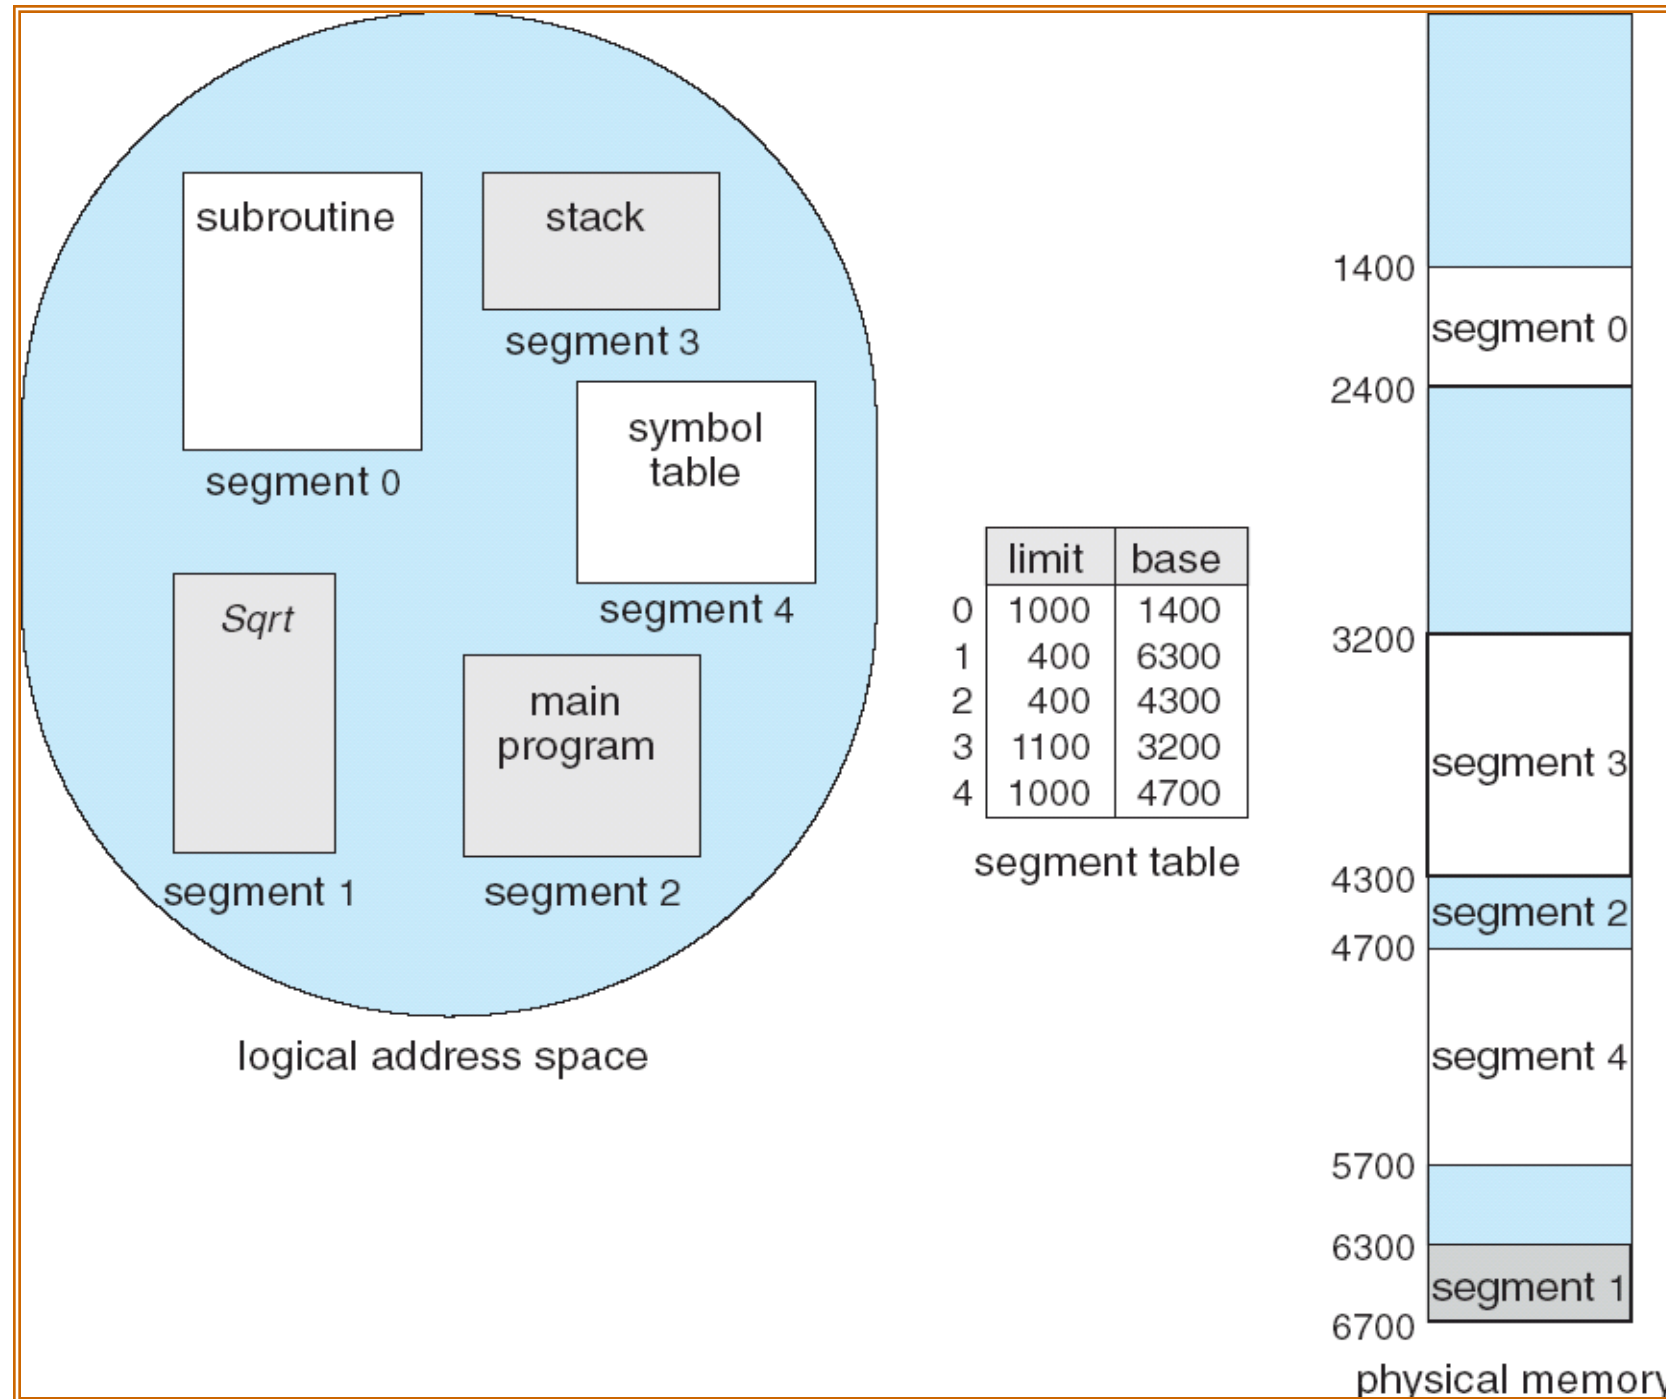 subroutine
segment 0
stack
segment 3
symbol
table
segment 4
Sqrt
segment 1
main
program
segment 2
logical address space
limit base
0 1000 1400
1 400 6300
2 400 4300
3 1100 3200
4 1000 4700
segment table
1400
segment 0
2400
3200
segment 3
4300
segment 2
4700
segment 4
5700
6300
segment 1
6700
physical memory